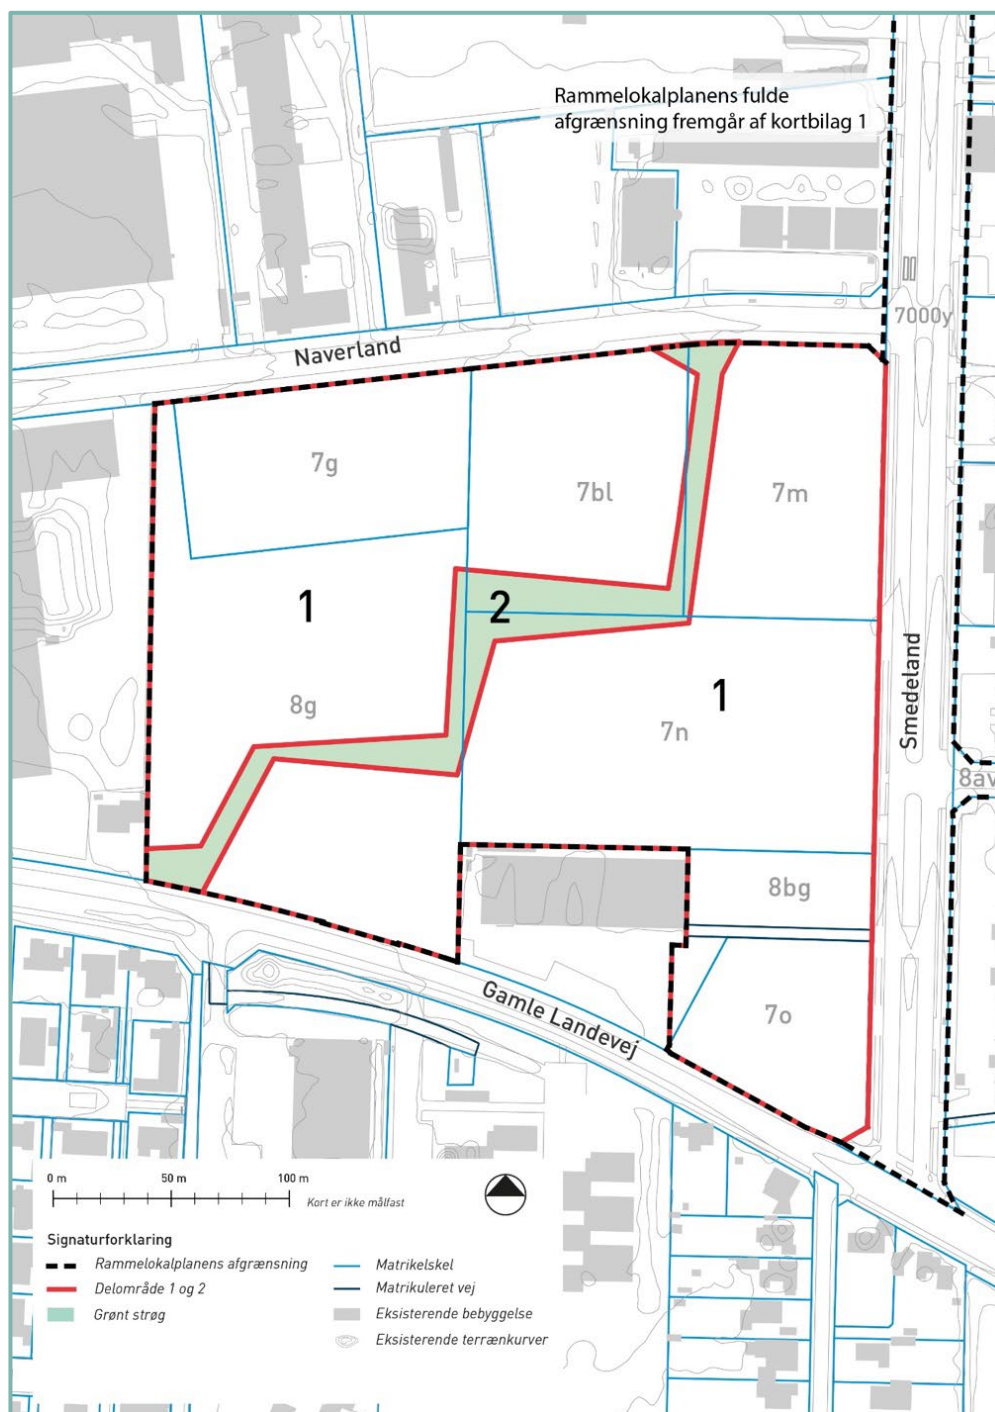 Rammelokalplanens fulde
afgrænsning fremgår af kortbilag 1
7000y
Naverland
7g
7bl
7m
1
2
8g
1
7n
Smedeland
8av
8bg
Gamle Landevej
7o
0 m 50 m 100 m
Kort er ikke målfast
Signaturforklaring
Rammelokalplanens afgrænsning
Delområde 1 og 2
Grønt strøg
Matrikelskel
Matrikuleret vej
Eksisterende bebyggelse
Eksisterende terrænkurver